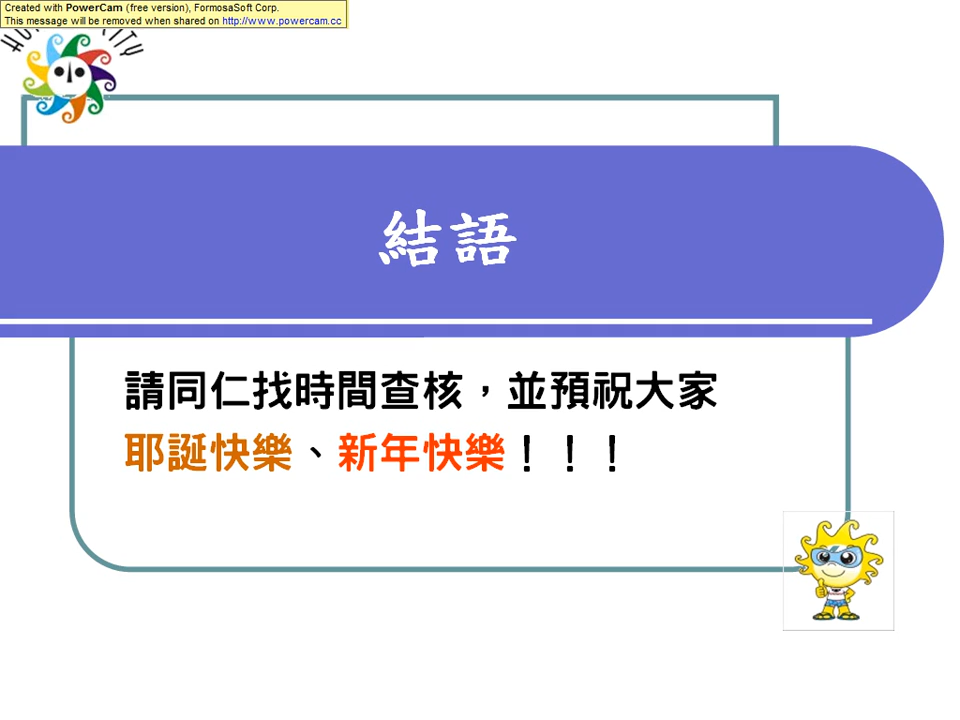 Created with PowerCam (free version), FormosaSoft Corp.
This message will be removed when shared on http://www.powercam.cc
結語
請同仁找時間查核，並預祝大家
耶誕快樂、新年快樂！！！